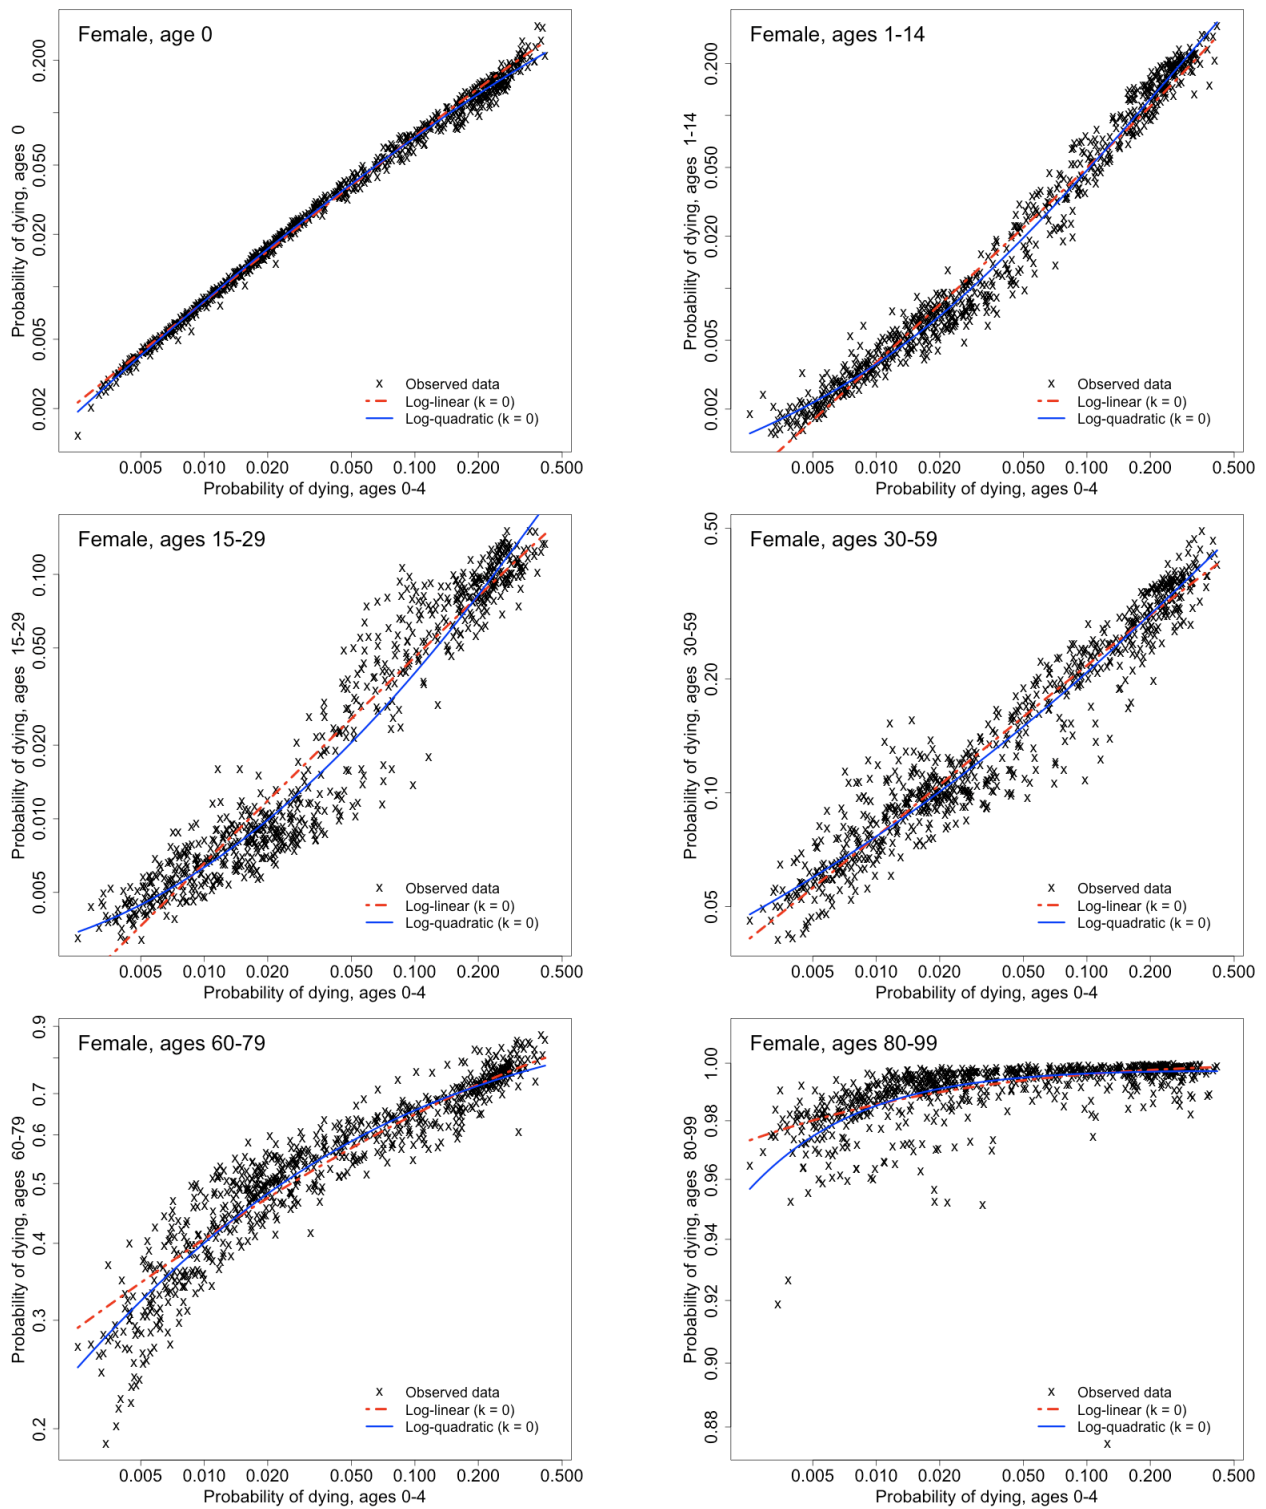 Female, age 0
Probability of dying, ages 0
0.002 0.005 0.020 0.050 0.200
x Observed data
Log-linear (k = 0)
Log-quadratic (k = 0)
0.005 0.010 0.020 0.050 0.100 0.200 0.500
Probability of dying, ages 0-4
Female, ages 1-14
Probability of dying, ages 1-14
0.002 0.005 0.020 0.050 0.200
x Observed data
Log-linear (k = 0)
Log-quadratic (k = 0)
0.005 0.010 0.020 0.050 0.100 0.200 0.500
Probability of dying, ages 0-4
Female, ages 15-29
Probability of dying, ages 15-29
0.005 0.010 0.020 0.050 0.100
x Observed data
Log-linear (k = 0)
Log-quadratic (k = 0)
0.005 0.010 0.020 0.050 0.100 0.200 0.500
Probability of dying, ages 0-4
Female, ages 30-59
Probability of dying, ages 30-59
0.05 0.10 0.20 0.50
x Observed data
Log-linear (k = 0)
Log-quadratic (k = 0)
0.005 0.010 0.020 0.050 0.100 0.200 0.500
Probability of dying, ages 0-4
Female, ages 60-79
Probability of dying, ages 60-79
0.2 0.3 0.4 0.5 0.6 0.7 0.9
x Observed data
Log-linear (k = 0)
Log-quadratic (k = 0)
0.005 0.010 0.020 0.050 0.100 0.200 0.500
Probability of dying, ages 0-4
Female, ages 80-99
Probability of dying, ages 80-99
0.88 0.90 0.92 0.94 0.96 0.98 1.00
x Observed data
Log-linear (k = 0)
Log-quadratic (k = 0)
0.005 0.010 0.020 0.050 0.100 0.200 0.500
Probability of dying, ages 0-4